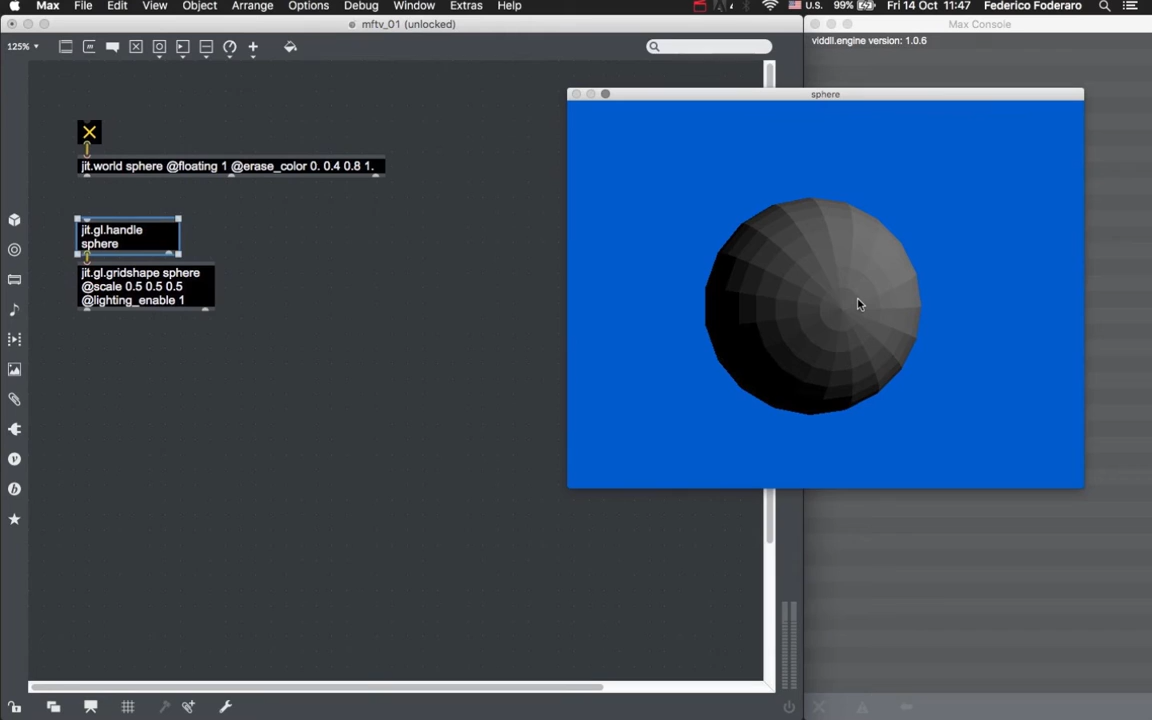 Max File Edit View Object Arrange Options Debug Window Extras Help U.S. 99% Fri 14 Oct 11:47 Federico Foderaro
mftv_01 (unlocked)
Max Console
125%
viddll.engine version: 1.0.6
sphere
jit.world sphere @floating 1 @erase_color 0. 0.4 0.8 1.
jit.gl.handle
sphere
jit.gl.gridshape sphere
@scale 0.5 0.5 0.5
@lighting_enable 1